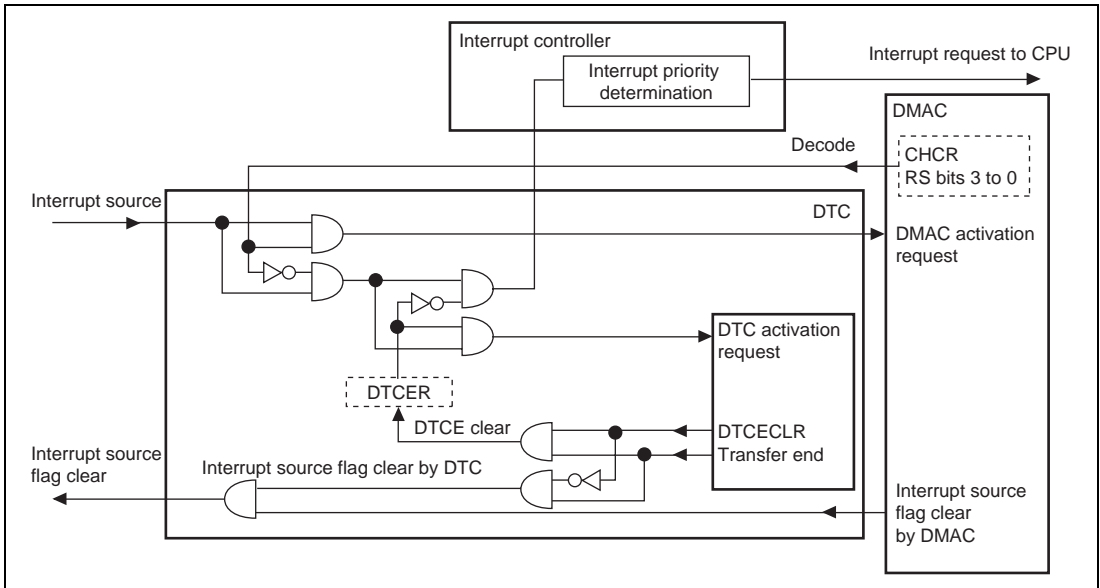 Interrupt controller
Interrupt priority
determination
Interrupt request to CPU
DMAC
CHCR
RS bits 3 to 0
Decode
Interrupt source
DTC
DMAC activation
request
DTC activation
request
DTCER
DTCE clear
DTCECLR
Transfer end
Interrupt source
flag clear
Interrupt source flag clear by DTC
Interrupt source
flag clear
by DMAC